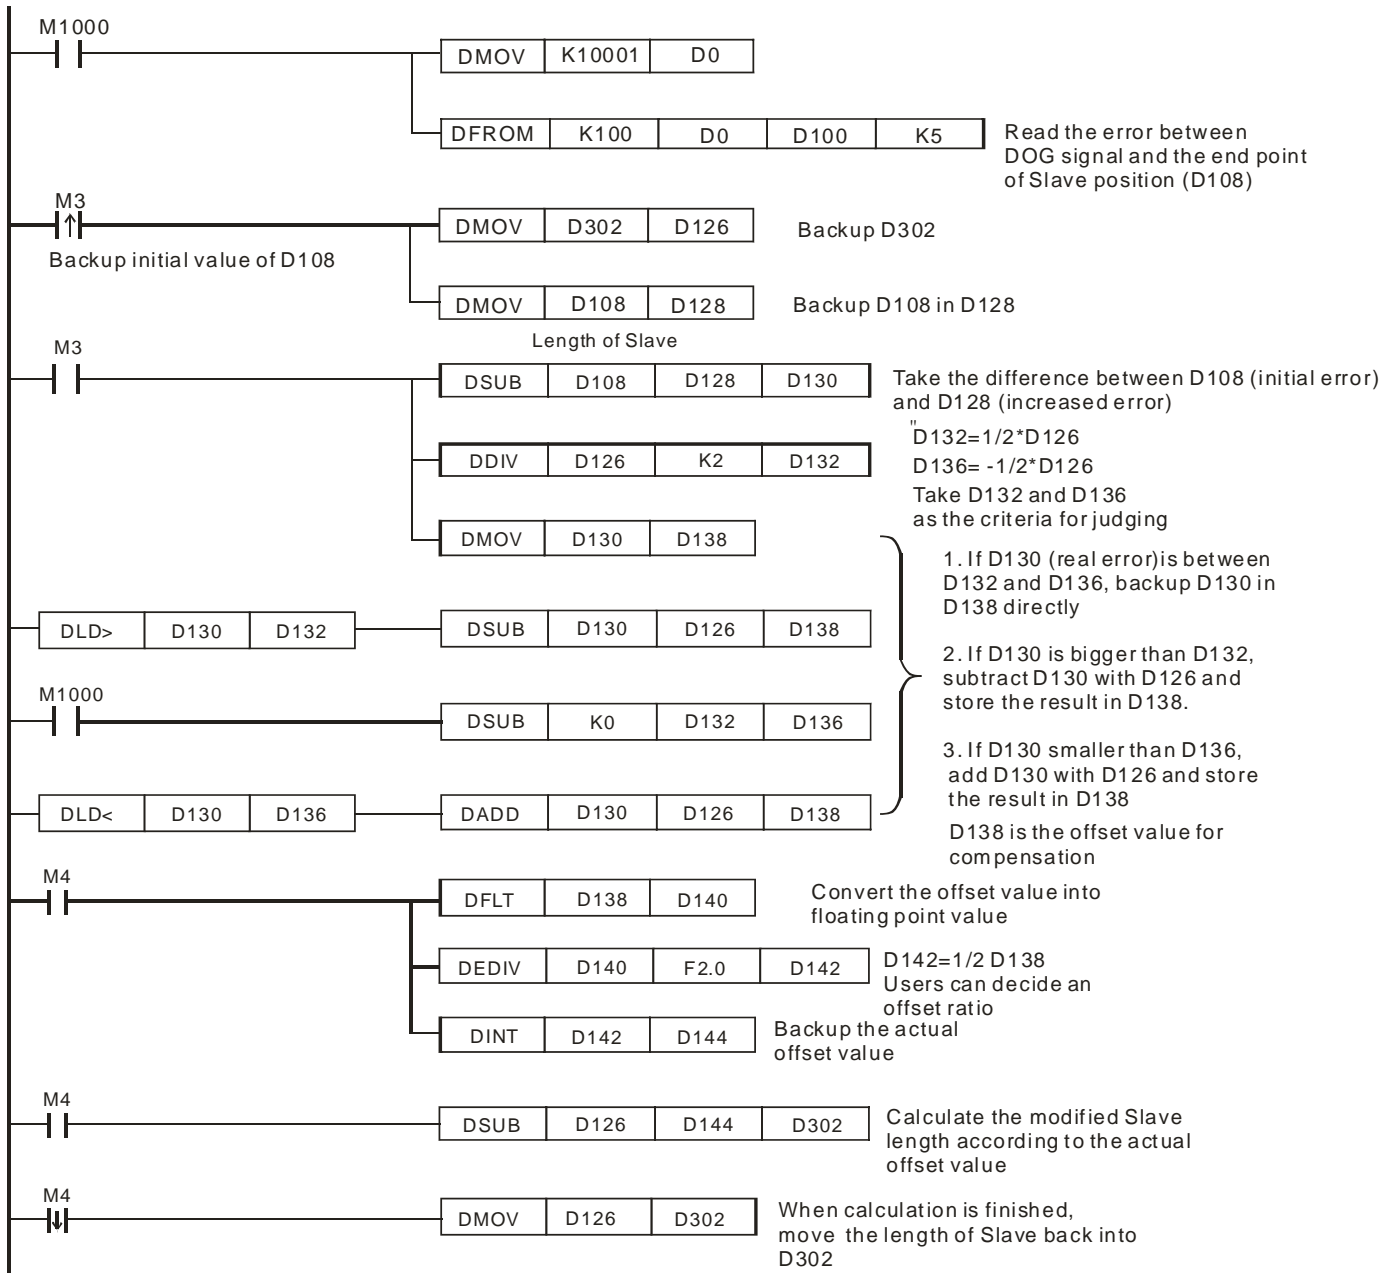 M1000
DMOV K10001 D0
DFROM K100 D0 D100 K5
Read the error between
DOG signal and the end point
of Slave position (D108)
M3
DMOV D302 D126
Backup D302
Backup initial value of D108
DMOV D108 D128
Backup D108 in D128
Length of Slave
M3
DSUB D108 D128 D130
Take the difference between D108 (initial error)
and D128 (increased error)
"
D132=1/2*D126
D136= -1/2*D126
Take D132 and D136
as the criteria for judging
DDIV D126 K2 D132
DMOV D130 D138
1. If D130 (real error)is between
D132 and D136, backup D130 in
D138 directly
DLD> D130 D132
DSUB D130 D126 D138
2. If D130 is bigger than D132,
subtract D130 with D126 and
store the result in D138.
M1000
DSUB K0 D132 D136
3. If D130 smaller than D136,
add D130 with D126 and store
the result in D138
DLD< D130 D136
DADD D130 D126 D138
D138 is the offset value for
compensation
M4
DFLT D138 D140
Convert the offset value into
floating point value
DEDIV D140 F2.0 D142
D142=1/2 D138
Users can decide an
offset ratio
DINT D142 D144
Backup the actual
offset value
M4
DSUB D126 D144 D302
Calculate the modified Slave
length according to the actual
offset value
M4
DMOV D126 D302
When calculation is finished,
move the length of Slave back into
D302